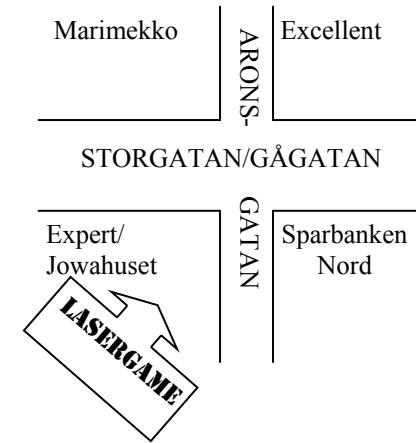 Marimekko
ARONS-
Excellent
STORGATAN/GÅGATAN
Expert/
Jowahuset
GATAN
Sparbanken
Nord
LASERGAME